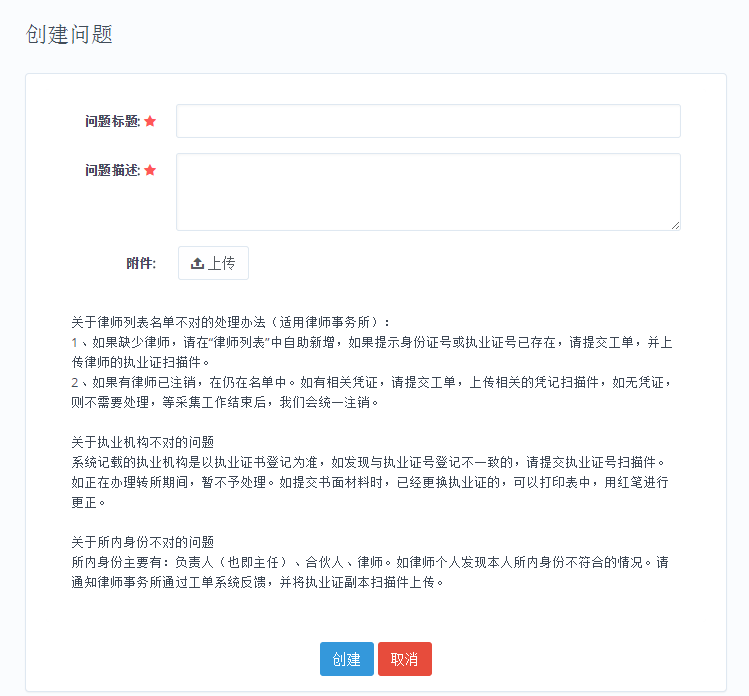 创建问题
问题标题:
问题描述:
附件: 上传
关于律师列表名单不对的处理办法（适用律师事务所）：
1、如果缺少律师，请在“律师列表”中自助新增，如果提示身份证号或执业证号已存在，请提交工单，并上
传律师的执业证扫描件。
2、如果有律师已注销，在仍在名单中。如有相关凭证，请提交工单，上传相关的凭记扫描件，如无凭证，
则不需要处理，等采集工作结束后，我们会统一注销。
关于执业机构不对的问题
系统记载的执业机构是以执业证书登记为准，如发现与执业证号登记不一致的，请提交执业证号扫描件。
如正在办理转所期间，暂不予处理。如提交书面材料时，已经更换执业证的，可以打印表中，用红笔进行
更正。
关于所内身份不对的问题
所内身份主要有：负责人（也即主任）、合伙人、律师。如律师个人发现本人所内身份不符合的情况。请
通知律师事务所通过工单系统反馈，并将执业证副本扫描件上传。
创建 取消